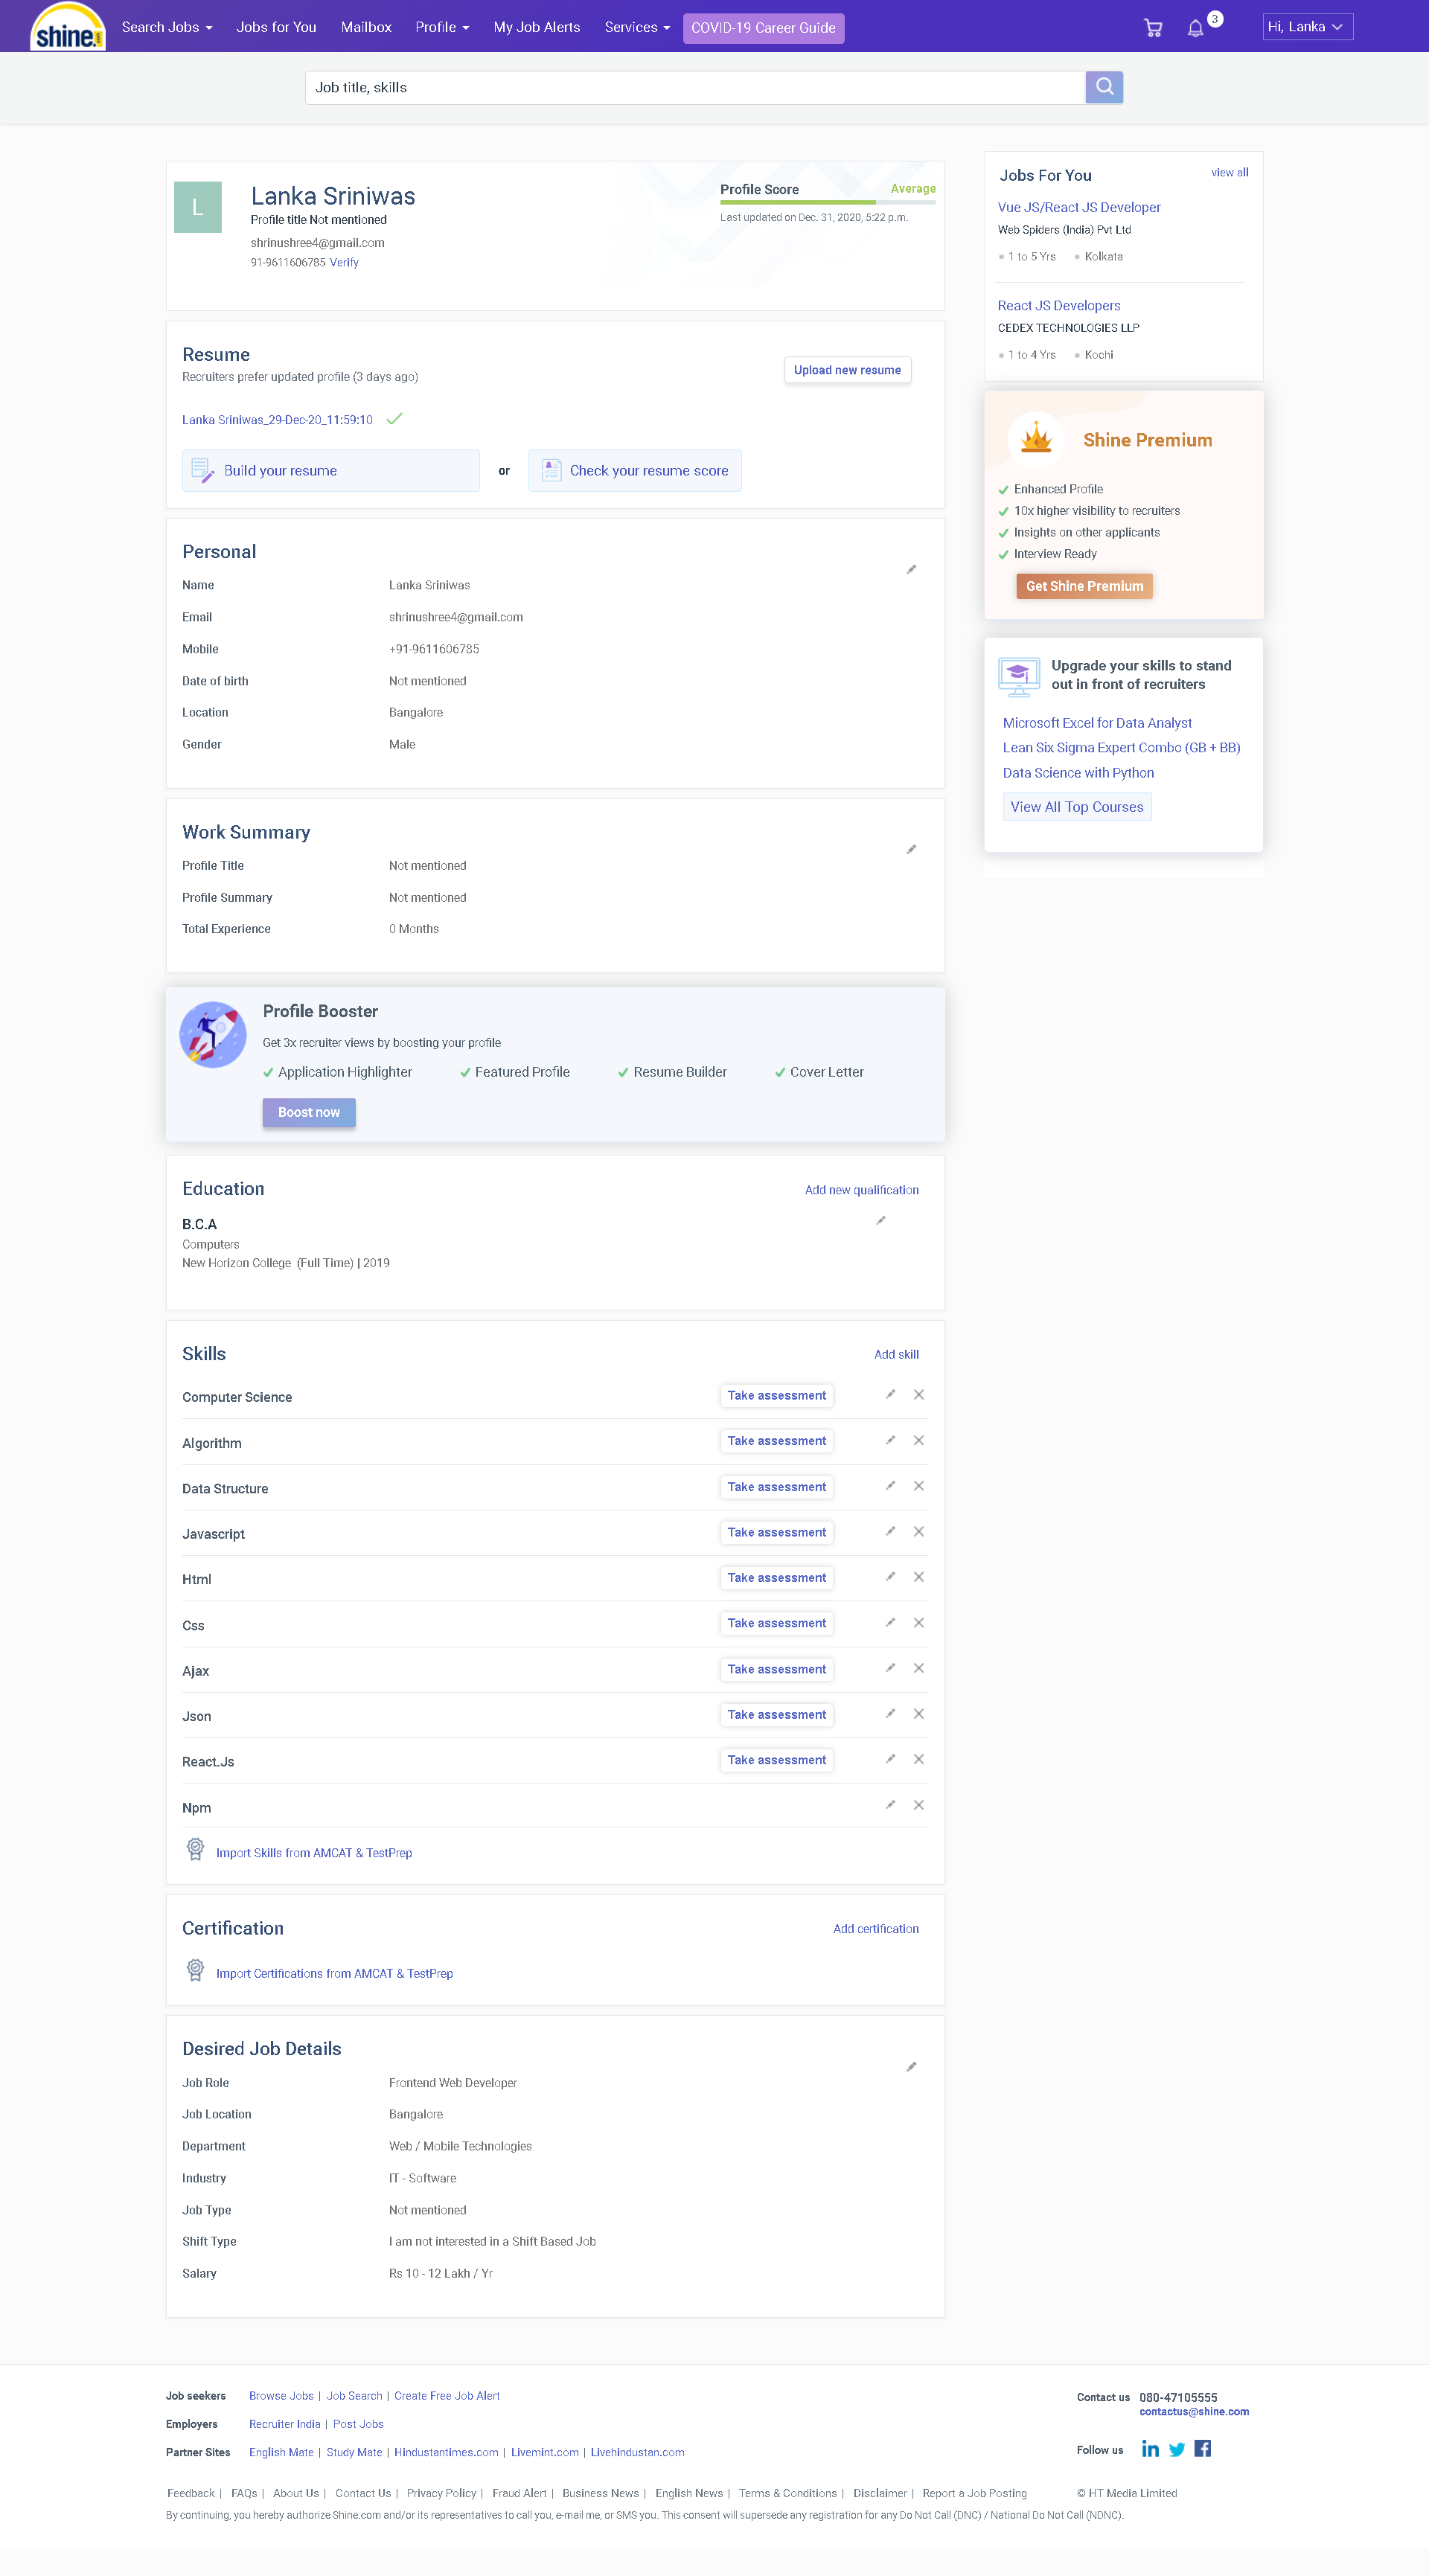 shine.com
Search Jobs Jobs for You Mailbox Profile My Job Alerts Services COVID-19 Career Guide 3 Hi, Lanka
Job title, skills
L
Lanka Sriniwas
Profile title Not mentioned
shrinushree4@gmail.com
91-9611606785 Verify
Profile Score Average
Last updated on Dec. 31, 2020, 5:22 p.m.
Resume
Recruiters prefer updated profile (3 days ago)
Upload new resume
Lanka Sriniwas_29-Dec-20_11:59:10
Build your resume or Check your resume score
Personal
Name Lanka Sriniwas
Email shrinushree4@gmail.com
Mobile +91-9611606785
Date of birth Not mentioned
Location Bangalore
Gender Male
Work Summary
Profile Title Not mentioned
Profile Summary Not mentioned
Total Experience 0 Months
Profile Booster
Get 3x recruiter views by boosting your profile
Application Highlighter Featured Profile Resume Builder Cover Letter
Boost now
Education Add new qualification
B.C.A
Computers
New Horizon College (Full Time) | 2019
Skills Add skill
Computer Science Take assessment
Algorithm Take assessment
Data Structure Take assessment
Javascript Take assessment
Html Take assessment
Css Take assessment
Ajax Take assessment
Json Take assessment
React.Js Take assessment
Npm
Import Skills from AMCAT & TestPrep
Certification Add certification
Import Certifications from AMCAT & TestPrep
Desired Job Details
Job Role Frontend Web Developer
Job Location Bangalore
Department Web / Mobile Technologies
Industry IT - Software
Job Type Not mentioned
Shift Type I am not interested in a Shift Based Job
Salary Rs 10 - 12 Lakh / Yr
Jobs For You view all
Vue JS/React JS Developer
Web Spiders (India) Pvt Ltd
1 to 5 Yrs Kolkata
React JS Developers
CEDEX TECHNOLOGIES LLP
1 to 4 Yrs Kochi
Shine Premium
Enhanced Profile
10x higher visibility to recruiters
Insights on other applicants
Interview Ready
Get Shine Premium
Upgrade your skills to stand
out in front of recruiters
Microsoft Excel for Data Analyst
Lean Six Sigma Expert Combo (GB + BB)
Data Science with Python
View All Top Courses
Job seekers Browse Jobs | Job Search | Create Free Job Alert
Employers Recruiter India | Post Jobs
Partner Sites English Mate | Study Mate | Hindustantimes.com | Livemint.com | Livehindustan.com
Contact us 080-47105555
contactus@shine.com
Follow us
Feedback | FAQs | About Us | Contact Us | Privacy Policy | Fraud Alert | Business News | English News | Terms & Conditions | Disclaimer | Report a Job Posting © HT Media Limited
By continuing, you hereby authorize Shine.com and/or its representatives to call you, e-mail me, or SMS you. This consent will supersede any registration for any Do Not Call (DNC) / National Do Not Call (NDNC).